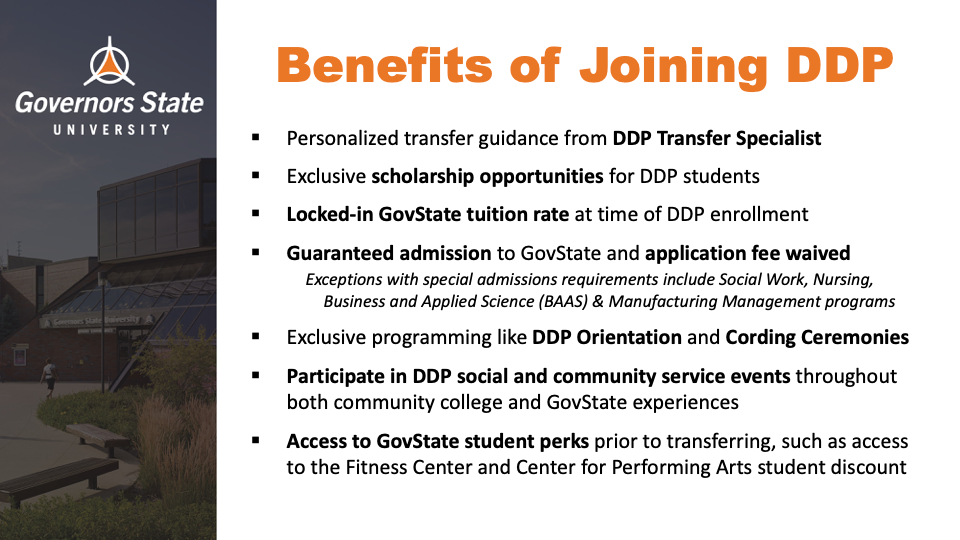 Governors State
UNIVERSITY
Governors State University
Benefits of Joining DDP
▪ Personalized transfer guidance from DDP Transfer Specialist
▪ Exclusive scholarship opportunities for DDP students
▪ Locked-in GovState tuition rate at time of DDP enrollment
▪ Guaranteed admission to GovState and application fee waived
Exceptions with special admissions requirements include Social Work, Nursing,
Business and Applied Science (BAAS) & Manufacturing Management programs
▪ Exclusive programming like DDP Orientation and Cording Ceremonies
▪ Participate in DDP social and community service events throughout
both community college and GovState experiences
▪ Access to GovState student perks prior to transferring, such as access
to the Fitness Center and Center for Performing Arts student discount